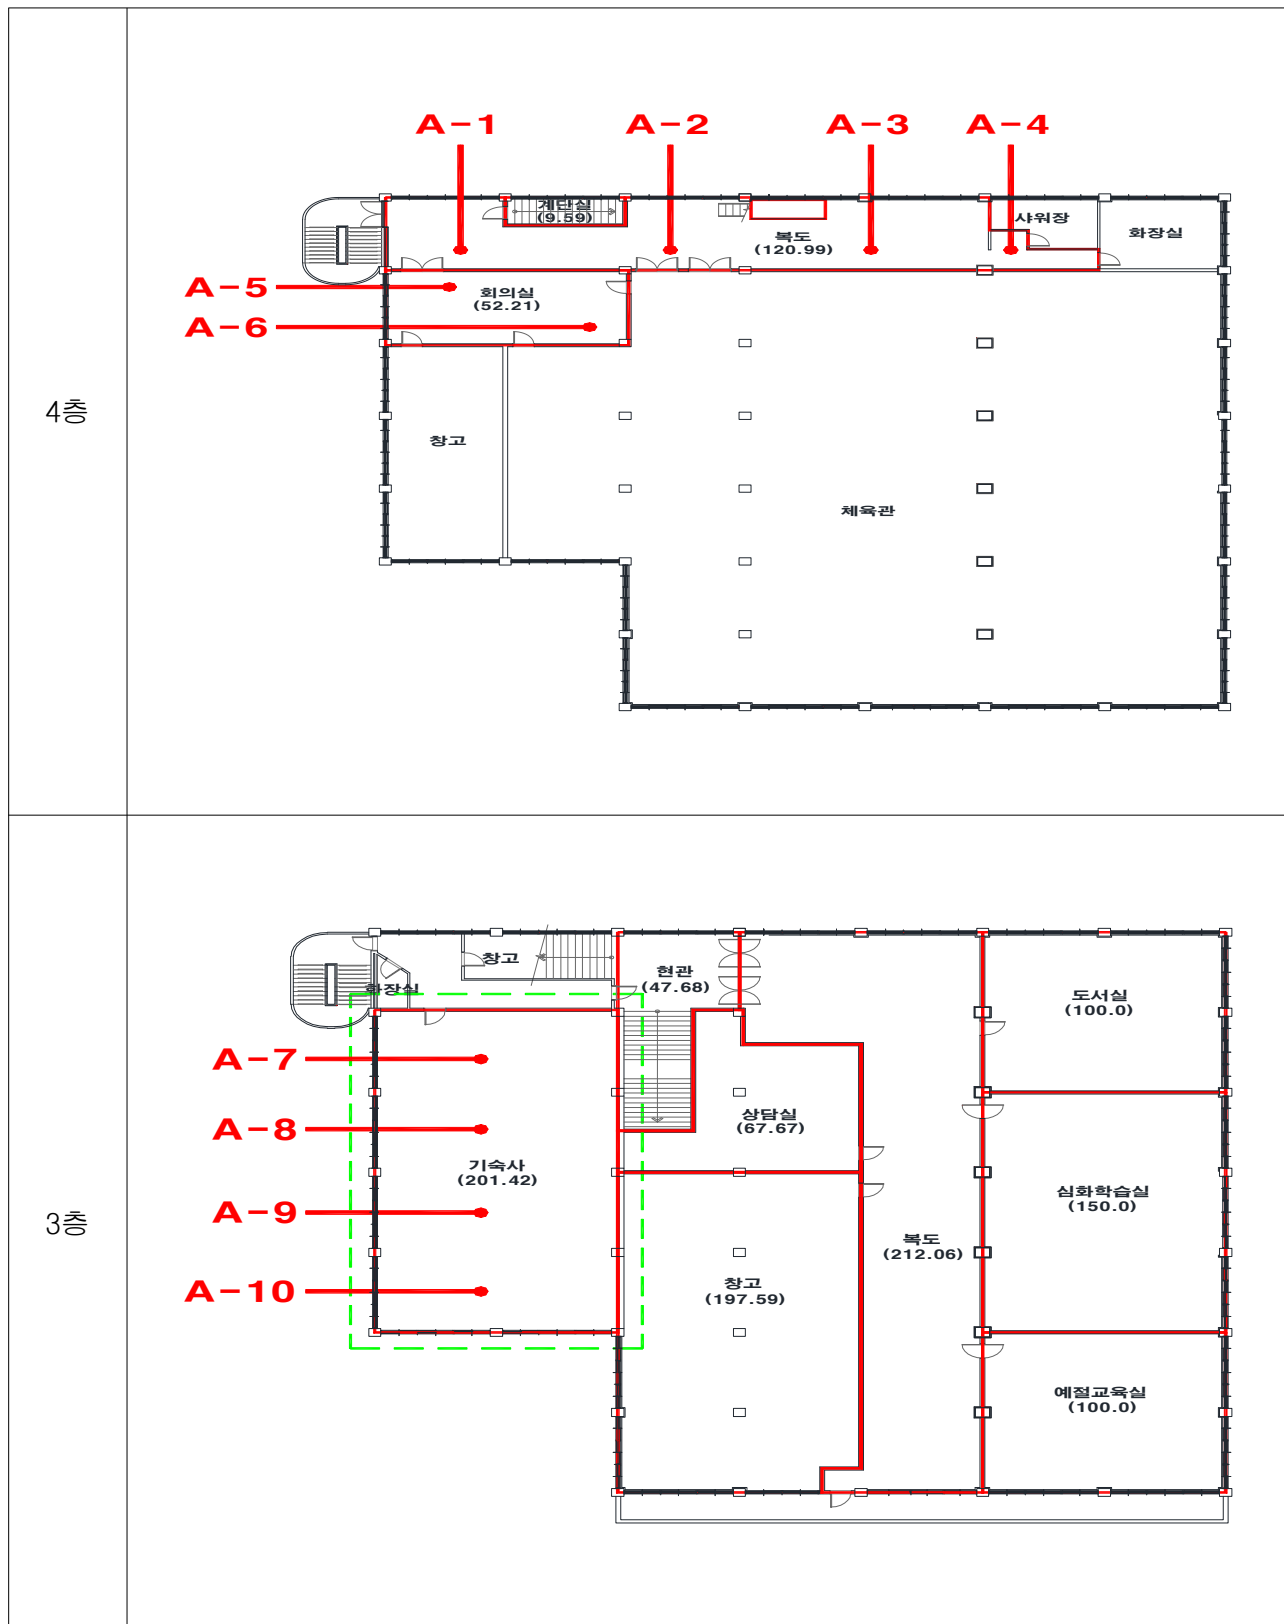 4층
A-1
A-2
A-3
A-4
계단실
(9.59)
복도
(120.99)
샤워장
화장실
A-5
회의실
(52.21)
A-6
창고
체육관
3층
창고
화장실
현관
(47.68)
도서실
(100.0)
A-7
A-8
상담실
(67.67)
기숙사
(201.42)
심화학습실
(150.0)
A-9
복도
(212.06)
A-10
창고
(197.59)
예절교육실
(100.0)